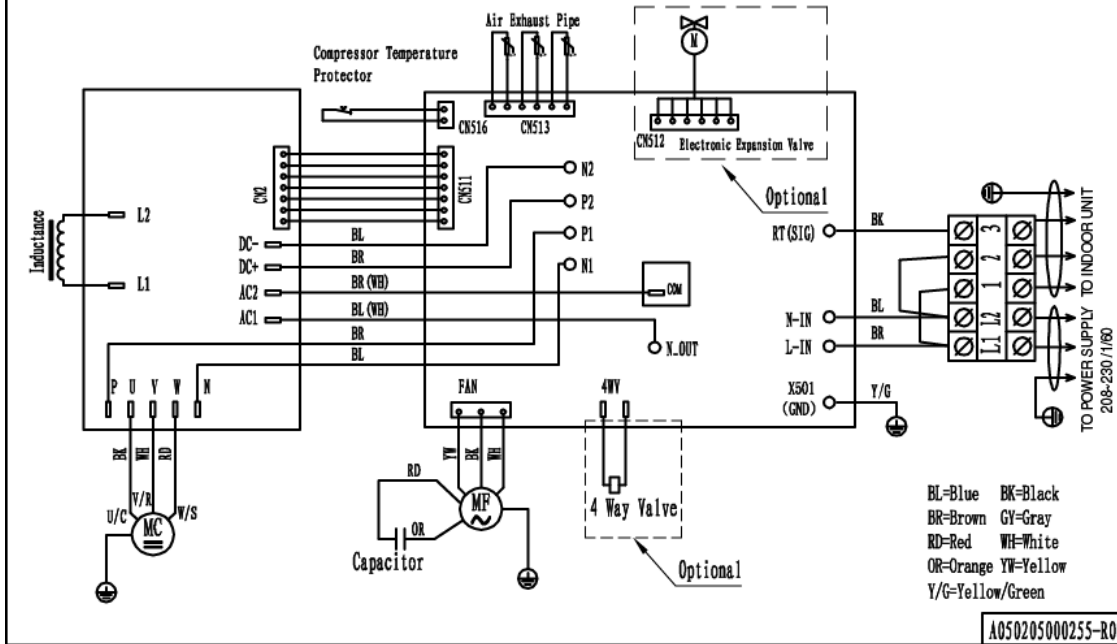 Air Exhaust Pipe
Compressor Temperature
Protector
M
CN516
CN513
CN512
Electronic Expansion Valve
Optional
CN2
CN511
N2
P2
P1
N1
Inductance
L2
L1
DC-
DC+
AC2
AC1
BL
BR
BR(WH)
BL(WH)
BR
BL
COM
N_OUT
RT(SIG)
BK
N-IN
BL
L-IN
BR
X501
(GND)
Y/G
3
2
1
L2
L1
TO INDOOR UNIT
TO POWER SUPPLY
208-230/1/60
P U Y W N
BK
WH
RD
U/C
V/R
W/S
MC
FAN
YW
BK
WH
RD
OR
MF
Capacitor
4WV
4 Way Valve
Optional
BL=Blue BK=Black
BR=Brown GY=Gray
RD=Red WH=White
OR=Orange YW=Yellow
Y/G=Yellow/Green
A050205000255-R0